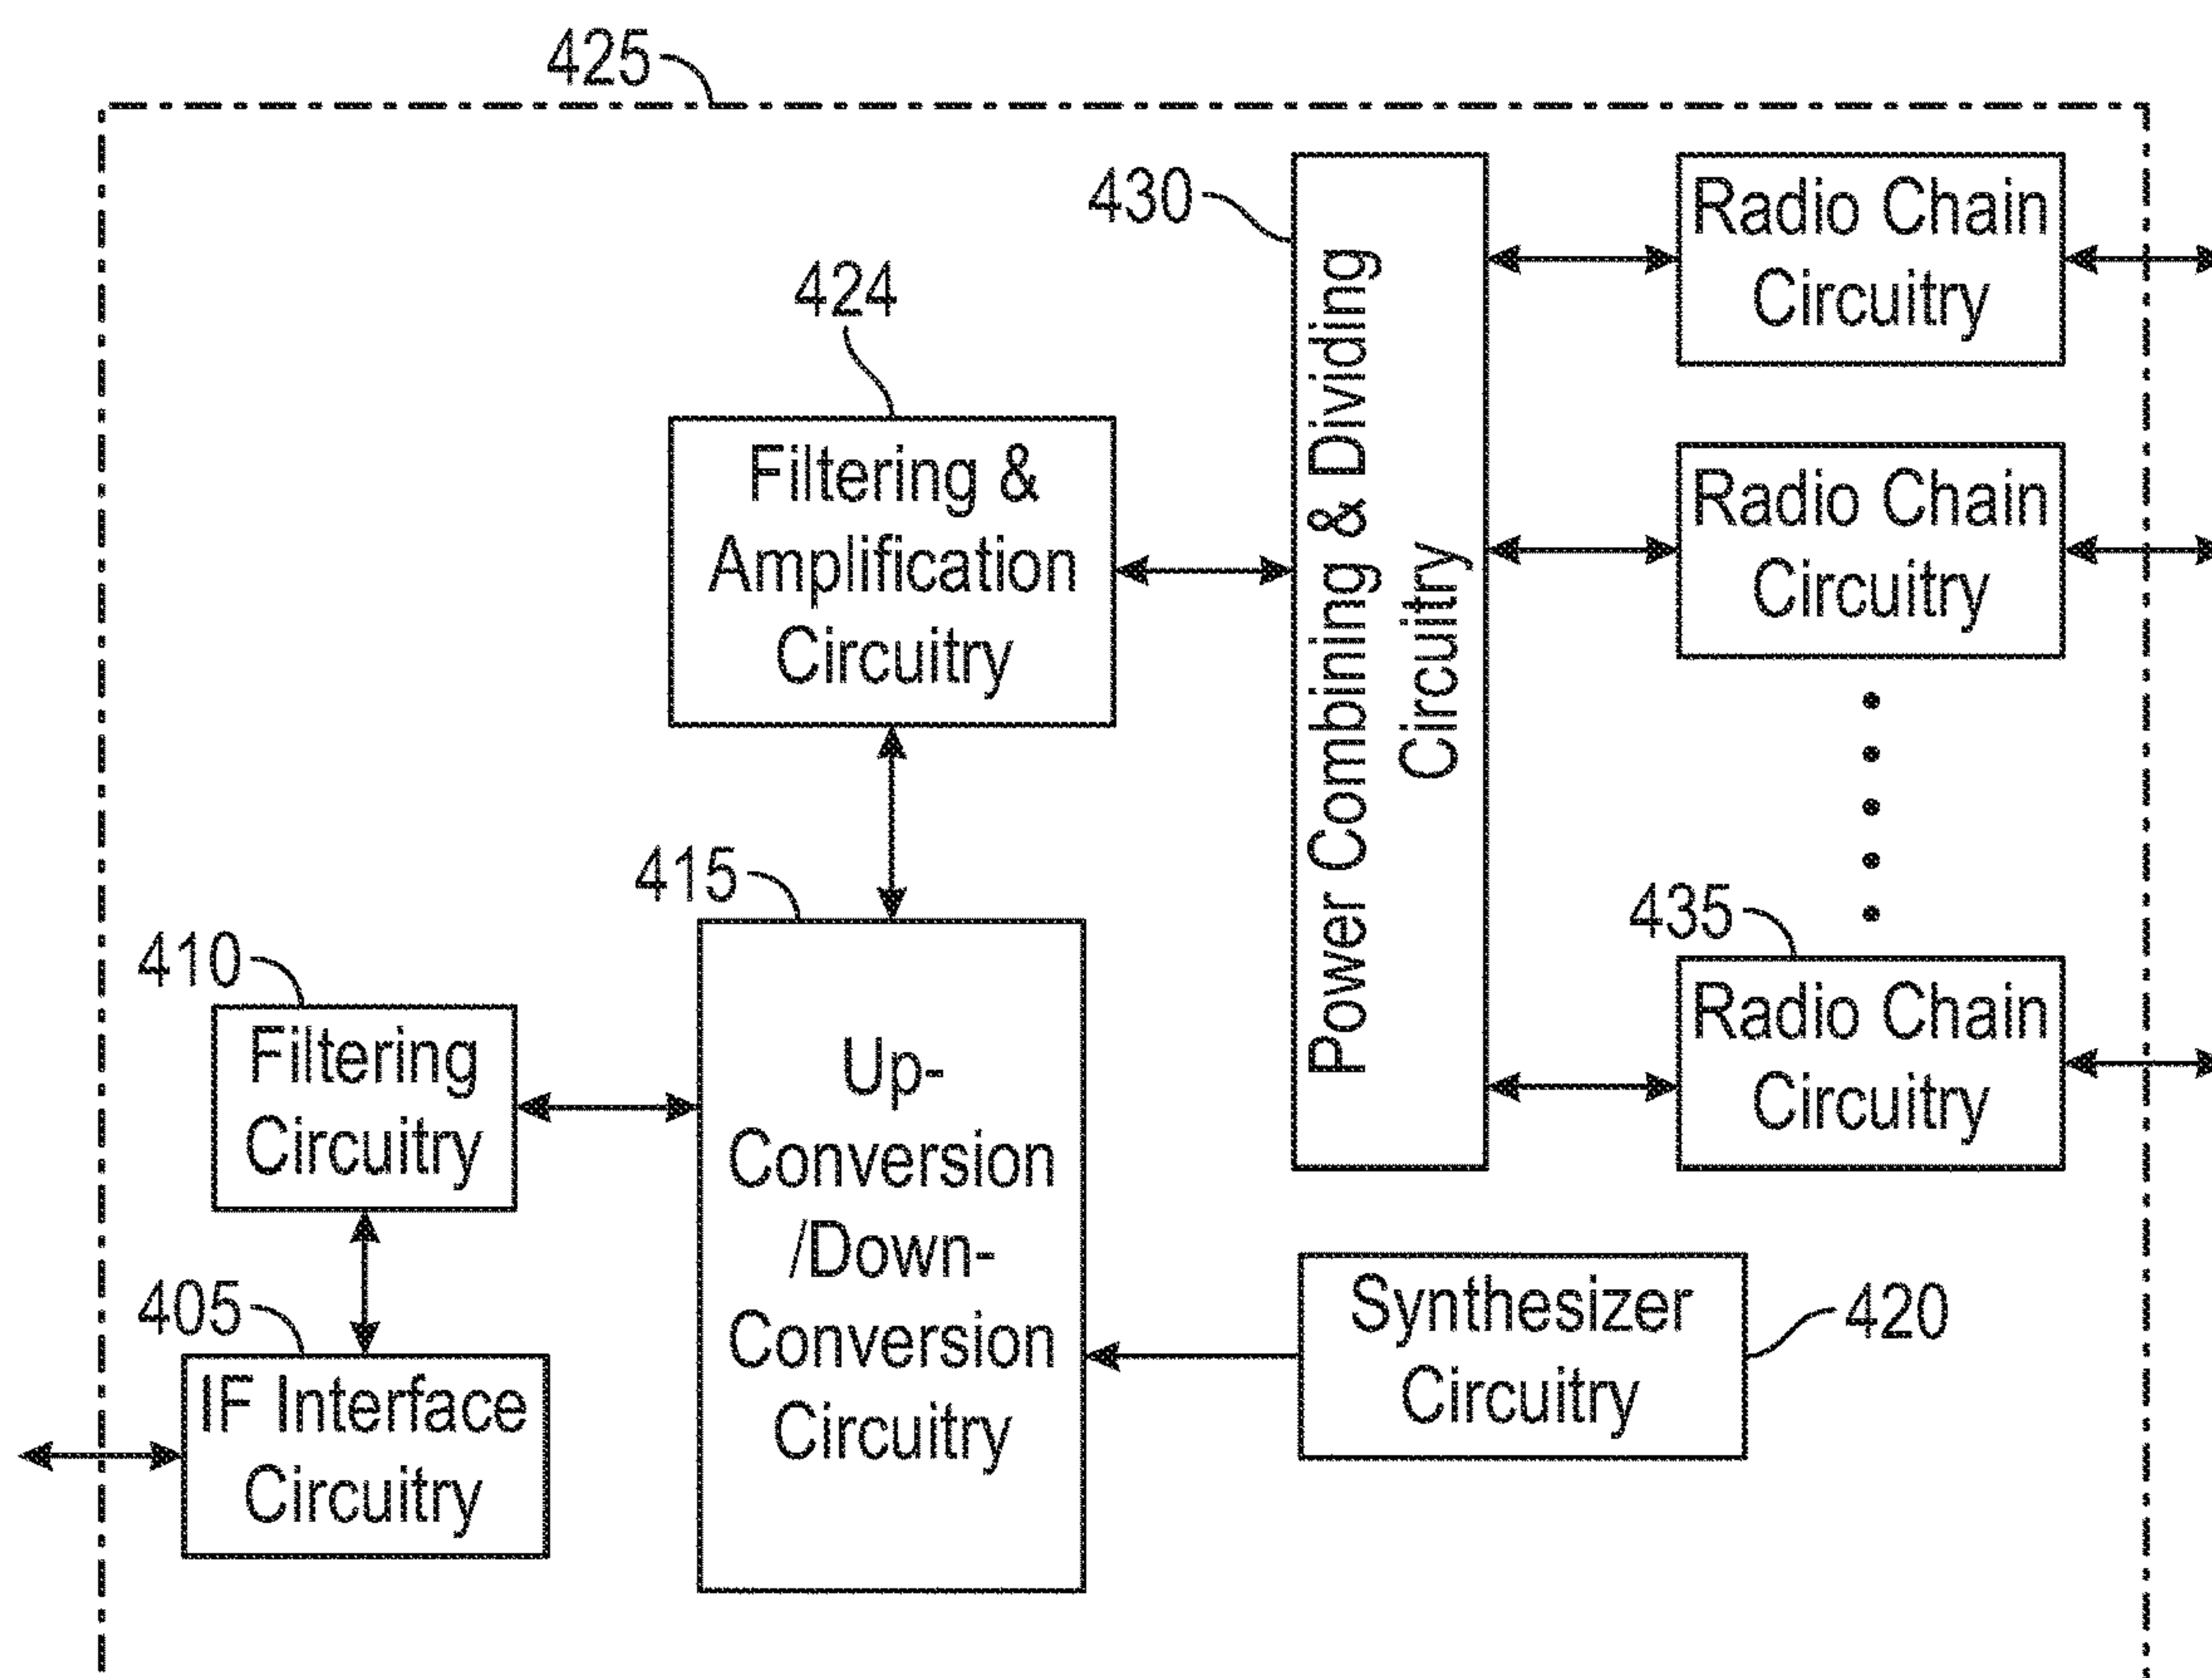 425
430
Radio Chain
Circuitry
424
Filtering &
Amplification
Circuitry
Power Combining & Dividing
Circuitry
Radio Chain
Circuitry
415
435
410
Radio Chain
Circuitry
Filtering
Circuitry
Up-
Conversion
/Down-
Conversion
Circuitry
405
IF Interface
Circuitry
Synthesizer
Circuitry
420